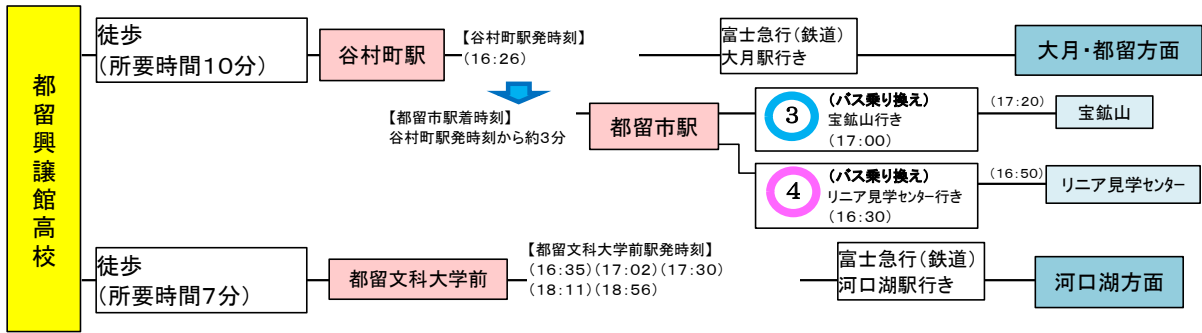 都留興譲館高校
徒歩
(所要時間10分)
谷村町駅
【谷村町駅発時刻】
(16:26)
富士急行(鉄道)
大月駅行き
大月・都留方面
【都留市駅着時刻】
谷村町駅発時刻から約3分
都留市駅
3
(バス乗り換え)
宝鉱山行き
(17:00)
(17:20)
宝鉱山
4
(バス乗り換え)
リニア見学センター行き
(16:30)
(16:50)
リニア見学センター
徒歩
(所要時間7分)
都留文科大学前
【都留文科大学前駅発時刻】
(16:35)(17:02)(17:30)
(18:11)(18:56)
富士急行(鉄道)
河口湖駅行き
河口湖方面